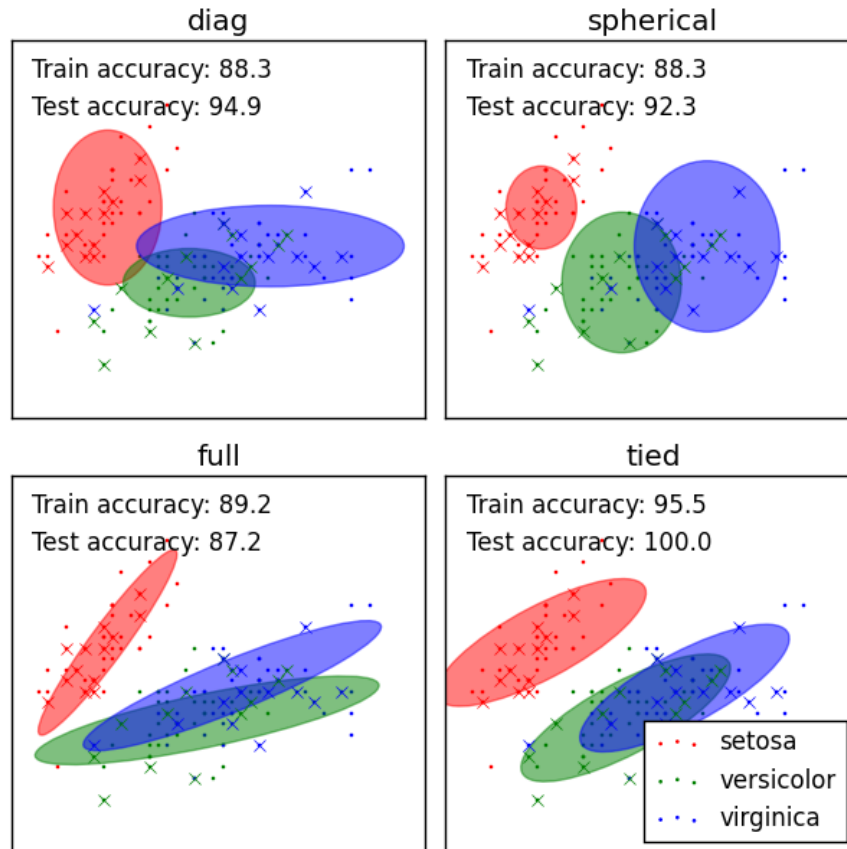 diag
Train accuracy: 88.3
Test accuracy: 94.9
spherical
Train accuracy: 88.3
Test accuracy: 92.3
full
Train accuracy: 89.2
Test accuracy: 87.2
tied
Train accuracy: 95.5
Test accuracy: 100.0
setosa
versicolor
virginica